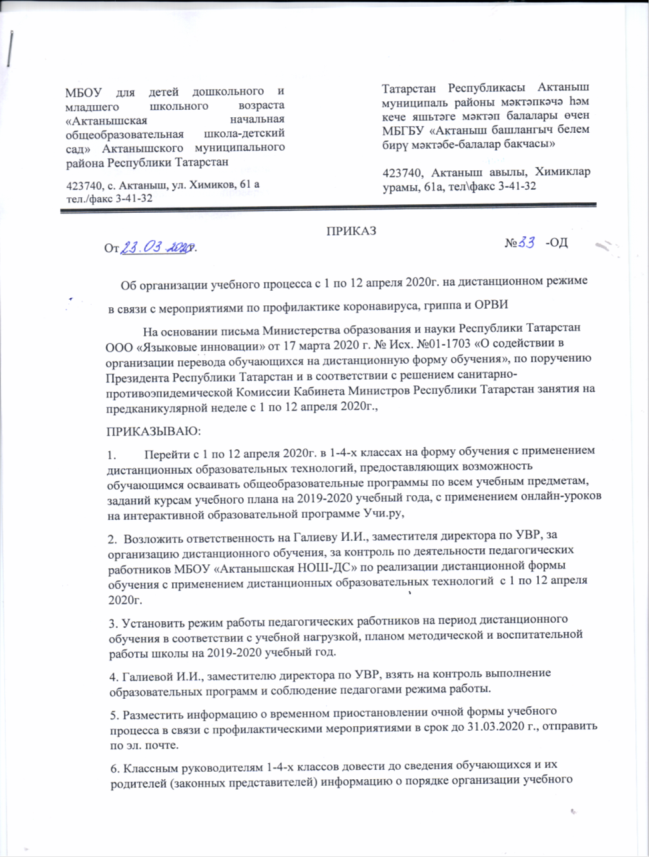 МБОУ для детей дошкольного и
младшего школьного возраста
«Актанышская начальная
общеобразовательная школа-детский
сад» Актанышского муниципального
района Республики Татарстан
423740, с. Актаныш, ул. Химиков, 61 а
тел./факс 3-41-32
Татарстан Республикасы Актаныш
муниципаль районы мәктәпкәчә һәм
кече яшьтәге мәктәп балалары өчен
МБГБУ «Актаныш башлангыч белем
бирү мәктәбе-балалар бакчасы»
423740, Актаныш авылы, Химиклар
урамы, 61а, тел\факс 3-41-32
ПРИКАЗ
От 23.03.2020г.
№33 -ОД
Об организации учебного процесса с 1 по 12 апреля 2020г. на дистанционном режиме
в связи с мероприятиями по профилактике коронавируса, гриппа и ОРВИ
На основании письма Министерства образования и науки Республики Татарстан
ООО «Языковые инновации» от 17 марта 2020 г. № Исх. №01-1703 «О содействии в
организации перевода обучающихся на дистанционную форму обучения», по поручению
Президента Республики Татарстан и в соответствии с решением санитарно-
противоэпидемической Комиссии Кабинета Министров Республики Татарстан занятия на
предканикулярной неделе с 1 по 12 апреля 2020г.,
ПРИКАЗЫВАЮ:
1. Перейти с 1 по 12 апреля 2020г. в 1-4-х классах на форму обучения с применением
дистанционных образовательных технологий, предоставляющих возможность
обучающимся осваивать общеобразовательные программы по всем учебным предметам,
заданий курсам учебного плана на 2019-2020 учебный года, с применением онлайн-уроков
на интерактивной образовательной программе Учи.ру,
2. Возложить ответственность на Галиеву И.И., заместителя директора по УВР, за
организацию дистанционного обучения, за контроль по деятельности педагогических
работников МБОУ «Актанышская НОШ-ДС» по реализации дистанционной формы
обучения с применением дистанционных образовательных технологий с 1 по 12 апреля
2020г.
3. Установить режим работы педагогических работников на период дистанционного
обучения в соответствии с учебной нагрузкой, планом методической и воспитательной
работы школы на 2019-2020 учебный год.
4. Галиевой И.И., заместителю директора по УВР, взять на контроль выполнение
образовательных программ и соблюдение педагогами режима работы.
5. Разместить информацию о временном приостановлении очной формы учебного
процесса в связи с профилактическими мероприятиями в срок до 31.03.2020 г., отправить
по эл. почте.
6. Классным руководителям 1-4-х классов довести до сведения обучающихся и их
родителей (законных представителей) информацию о порядке организации учебного